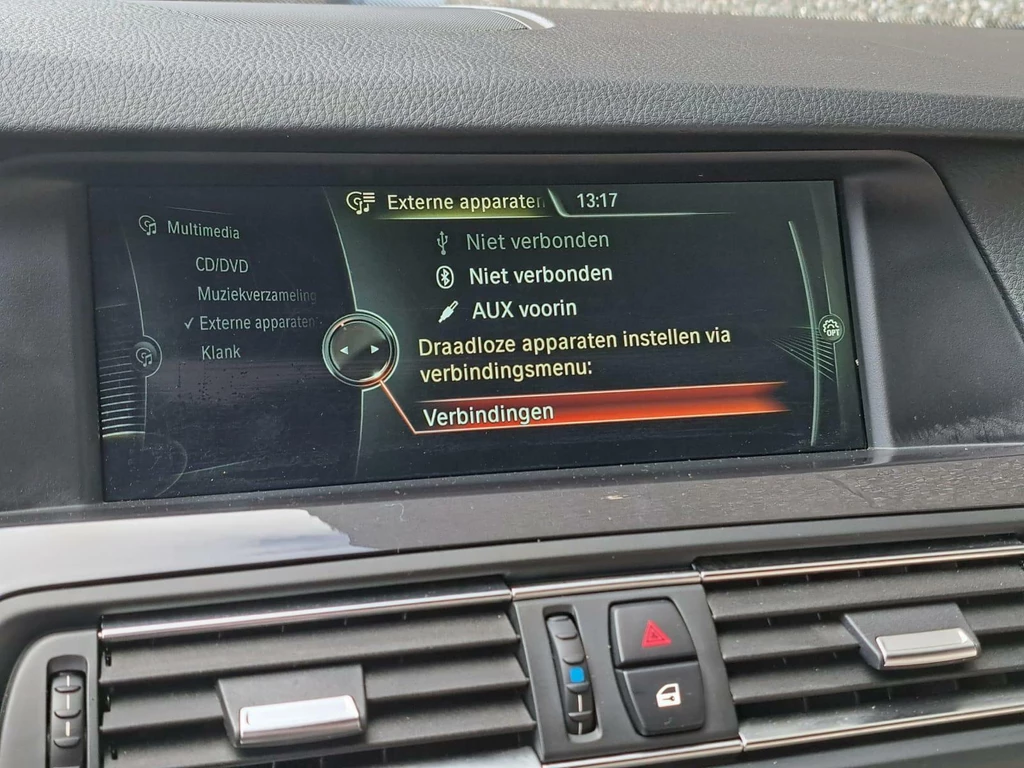 Externe apparaten 13:17
Multimedia
CD/DVD
Muziekverzameling
Externe apparaten
Klank
Niet verbonden
Niet verbonden
AUX voorin
Draadloze apparaten instellen via
verbindingsmenu:
Verbindingen
OPT